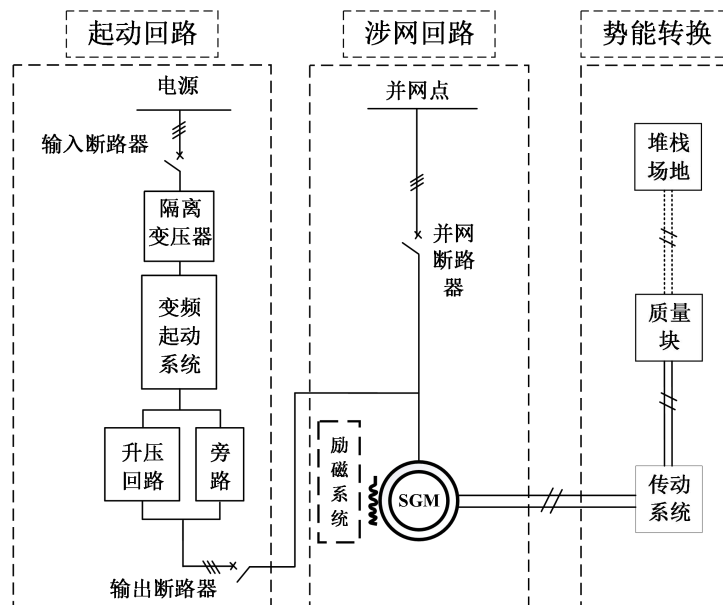 起动回路
涉网回路
势能转换
电源
输入断路器
隔离
变压器
变频
起动
系统
升压
回路
旁
路
输出断路器
并网点
并网
断路
器
励
磁
系
统
SGM
堆栈
场地
质量
块
传动
系统